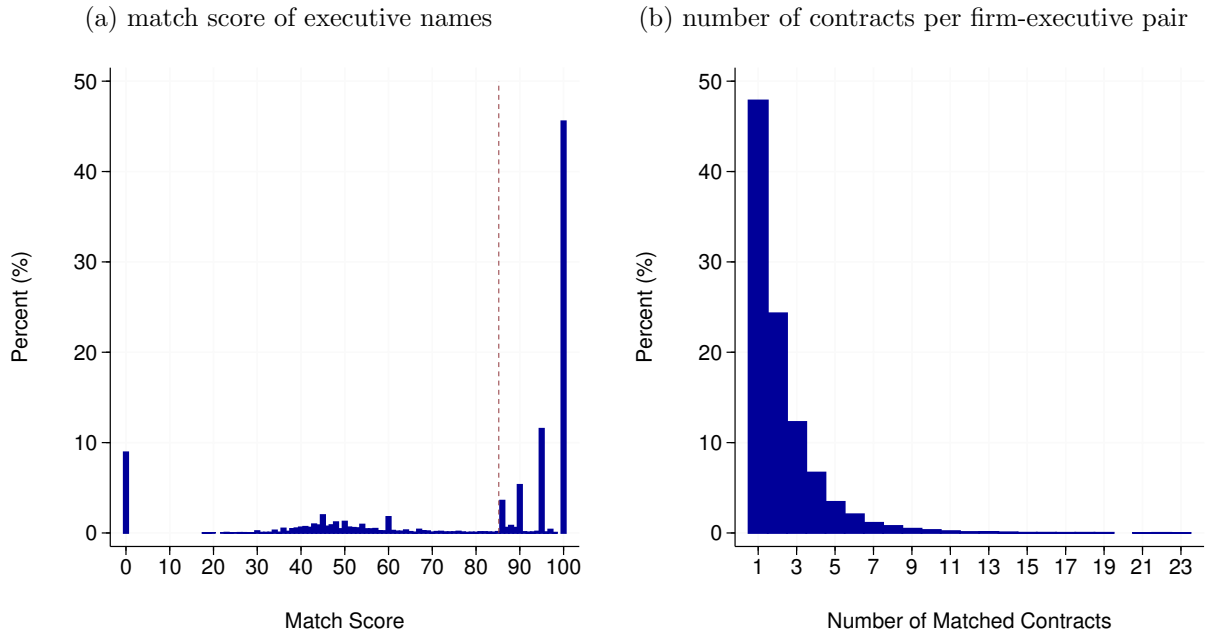 (a) match score of executive names
50
40
30
20
10
0
Percent (%)
0 10 20 30 40 50 60 70 80 90 100
Match Score
(b) number of contracts per firm-executive pair
50
40
30
20
10
0
Percent (%)
1 3 5 7 9 11 13 15 17 19 21 23
Number of Matched Contracts